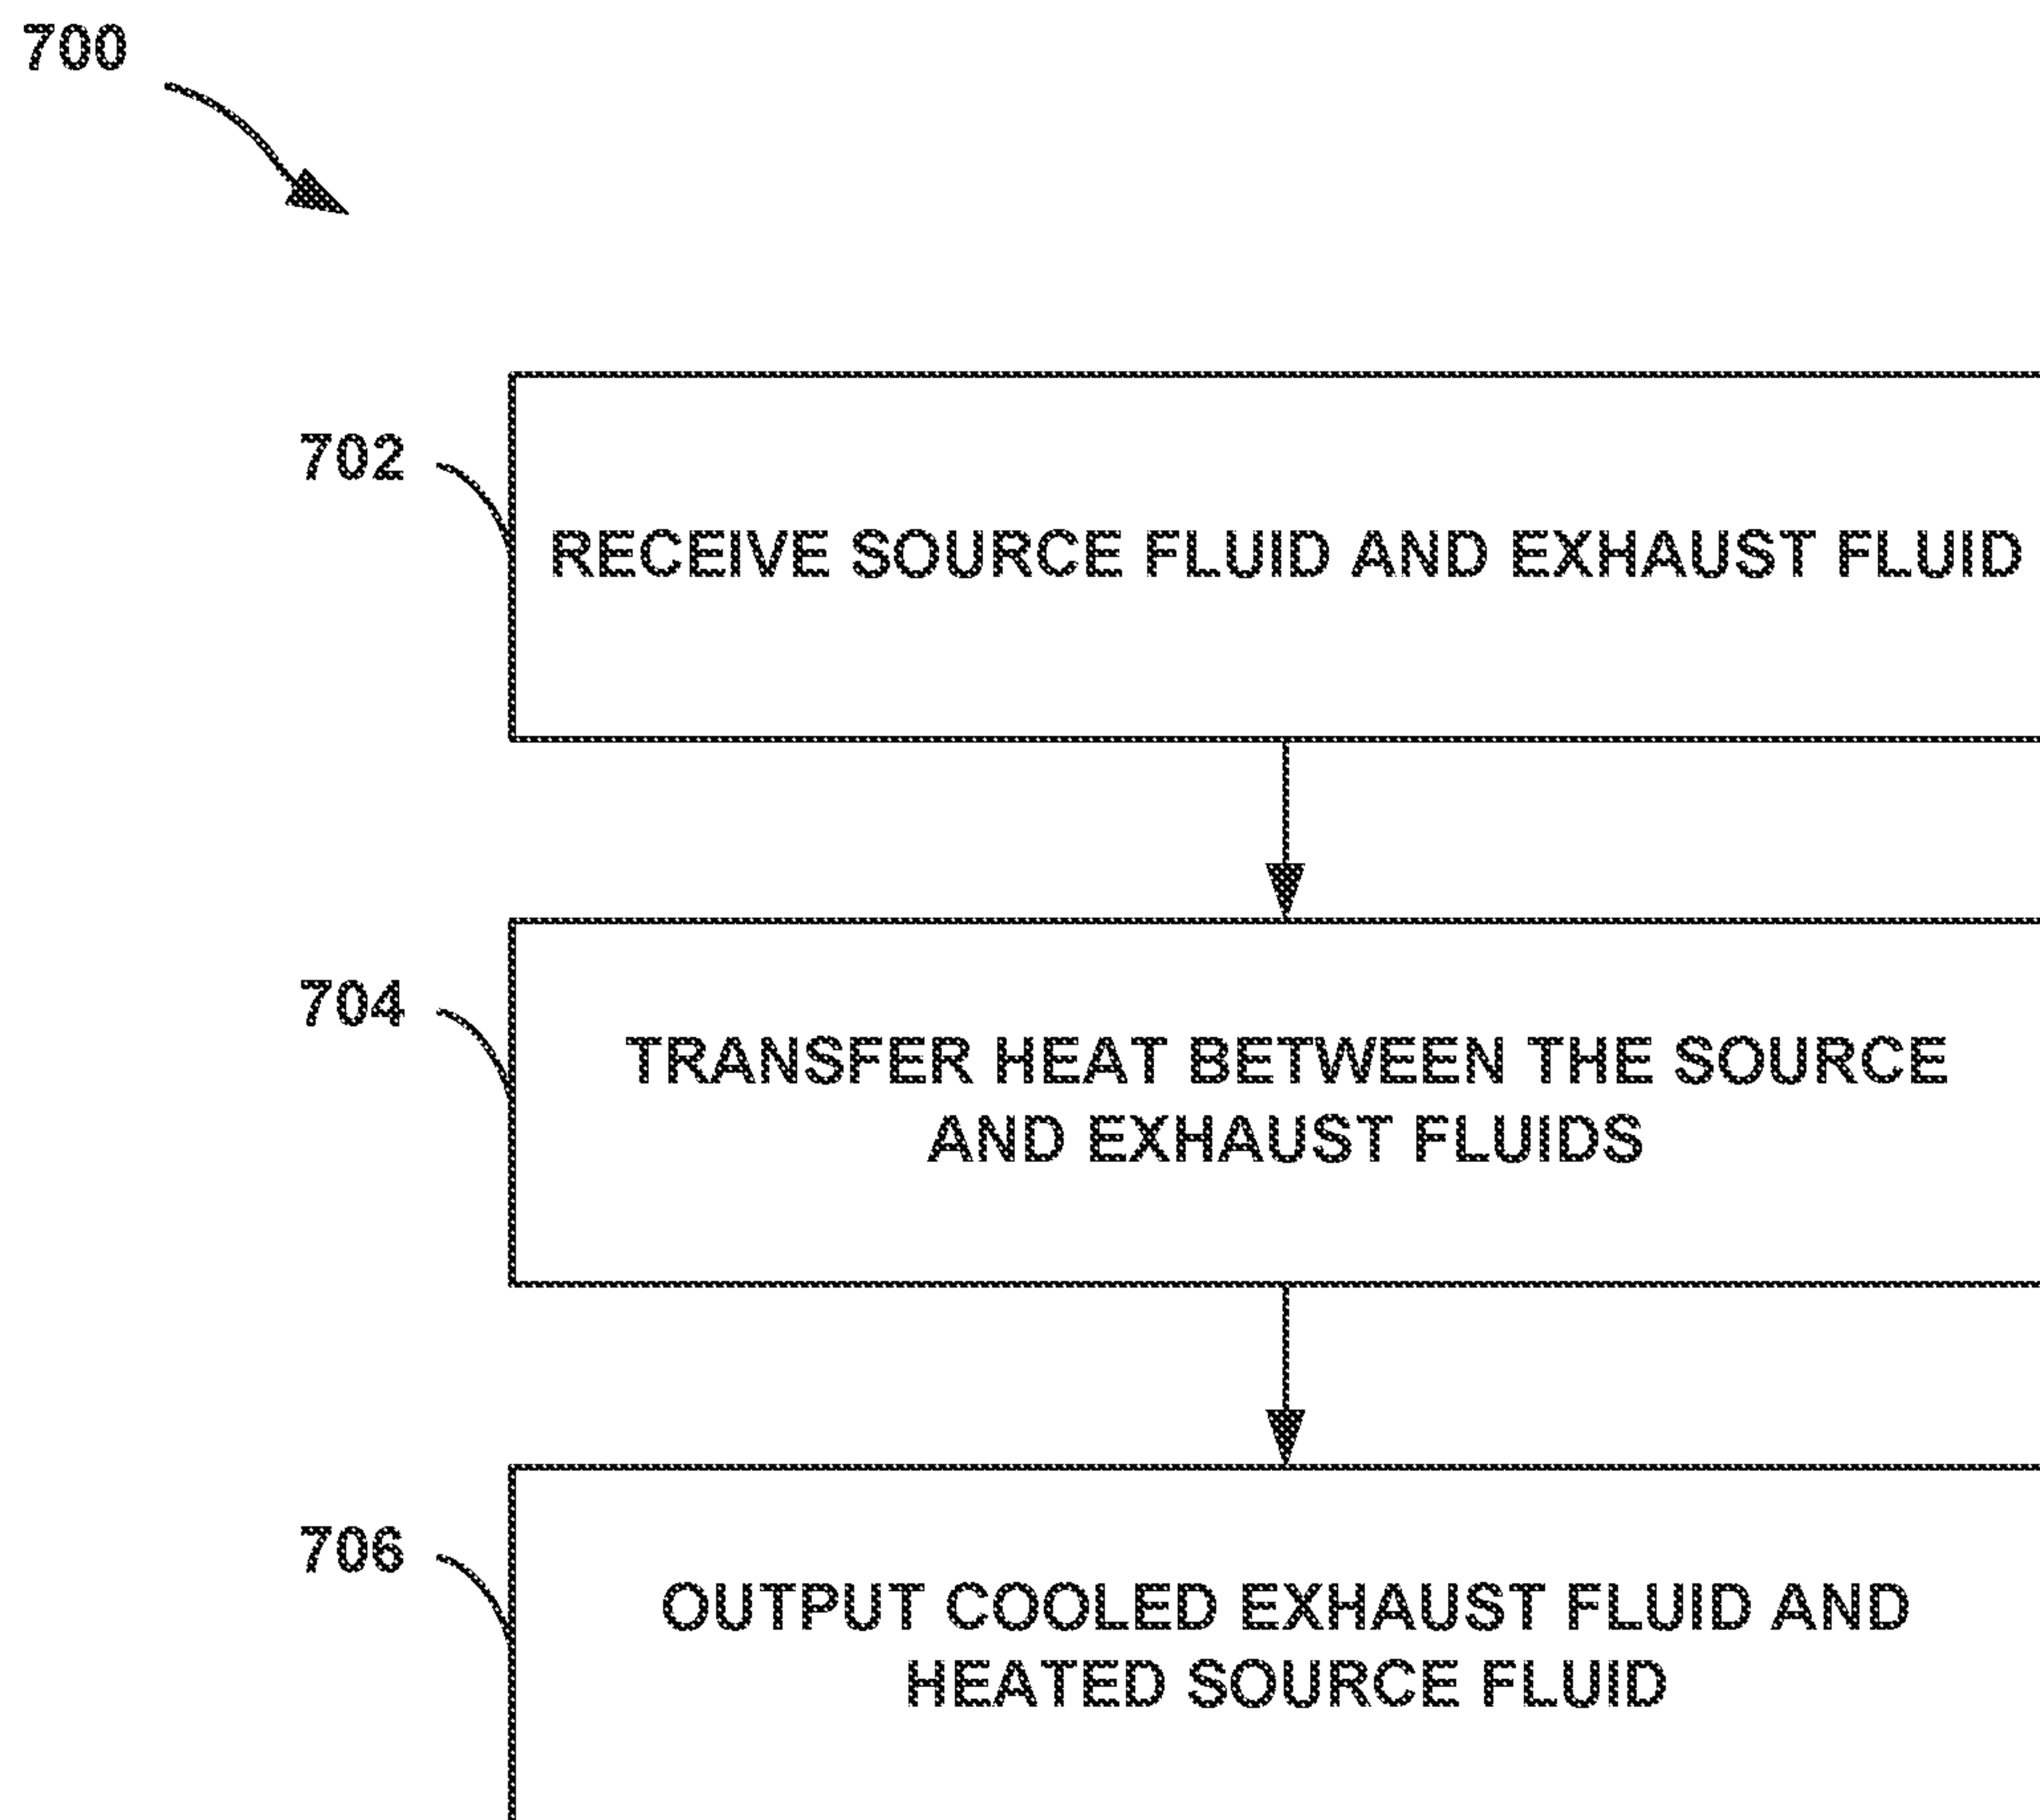 700
702
RECEIVE SOURCE FLUID AND EXHAUST FLUID
704
TRANSFER HEAT BETWEEN THE SOURCE
AND EXHAUST FLUIDS
706
OUTPUT COOLED EXHAUST FLUID AND
HEATED SOURCE FLUID